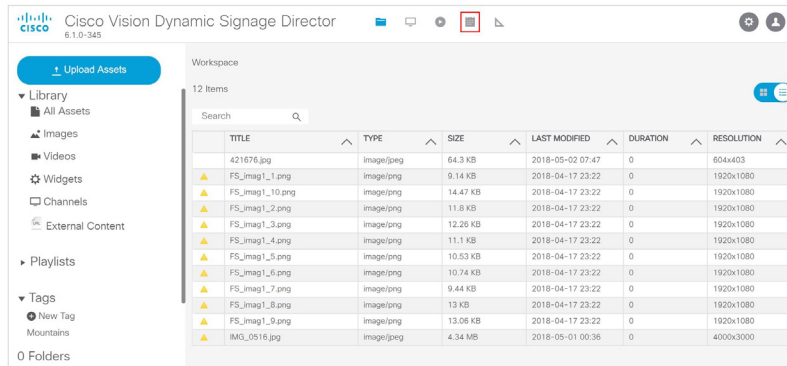 CISCO
Cisco Vision Dynamic Signage Director
6.1.0-345
Upload Assets
Library
All Assets
Images
Videos
Widgets
Channels
External Content
Playlists
Tags
New Tag
Mountains
0 Folders
Workspace
12 Items
Search
TITLE TYPE SIZE LAST MODIFIED DURATION RESOLUTION
421676.jpg image/jpeg 64.3 KB 2018-05-02 07:47 0 604x403
FS_imag1_1.png image/png 9.14 KB 2018-04-17 23:22 0 1920x1080
FS_imag1_10.png image/png 14.47 KB 2018-04-17 23:22 0 1920x1080
FS_imag1_2.png image/png 11.8 KB 2018-04-17 23:22 0 1920x1080
FS_imag1_3.png image/png 12.26 KB 2018-04-17 23:22 0 1920x1080
FS_imag1_4.png image/png 11.1 KB 2018-04-17 23:22 0 1920x1080
FS_imag1_5.png image/png 10.53 KB 2018-04-17 23:22 0 1920x1080
FS_imag1_6.png image/png 10.74 KB 2018-04-17 23:22 0 1920x1080
FS_imag1_7.png image/png 9.44 KB 2018-04-17 23:22 0 1920x1080
FS_imag1_8.png image/png 13 KB 2018-04-17 23:22 0 1920x1080
FS_imag1_9.png image/png 13.06 KB 2018-04-17 23:22 0 1920x1080
IMG_0516.jpg image/jpeg 4.34 MB 2018-05-01 00:36 0 4000x3000